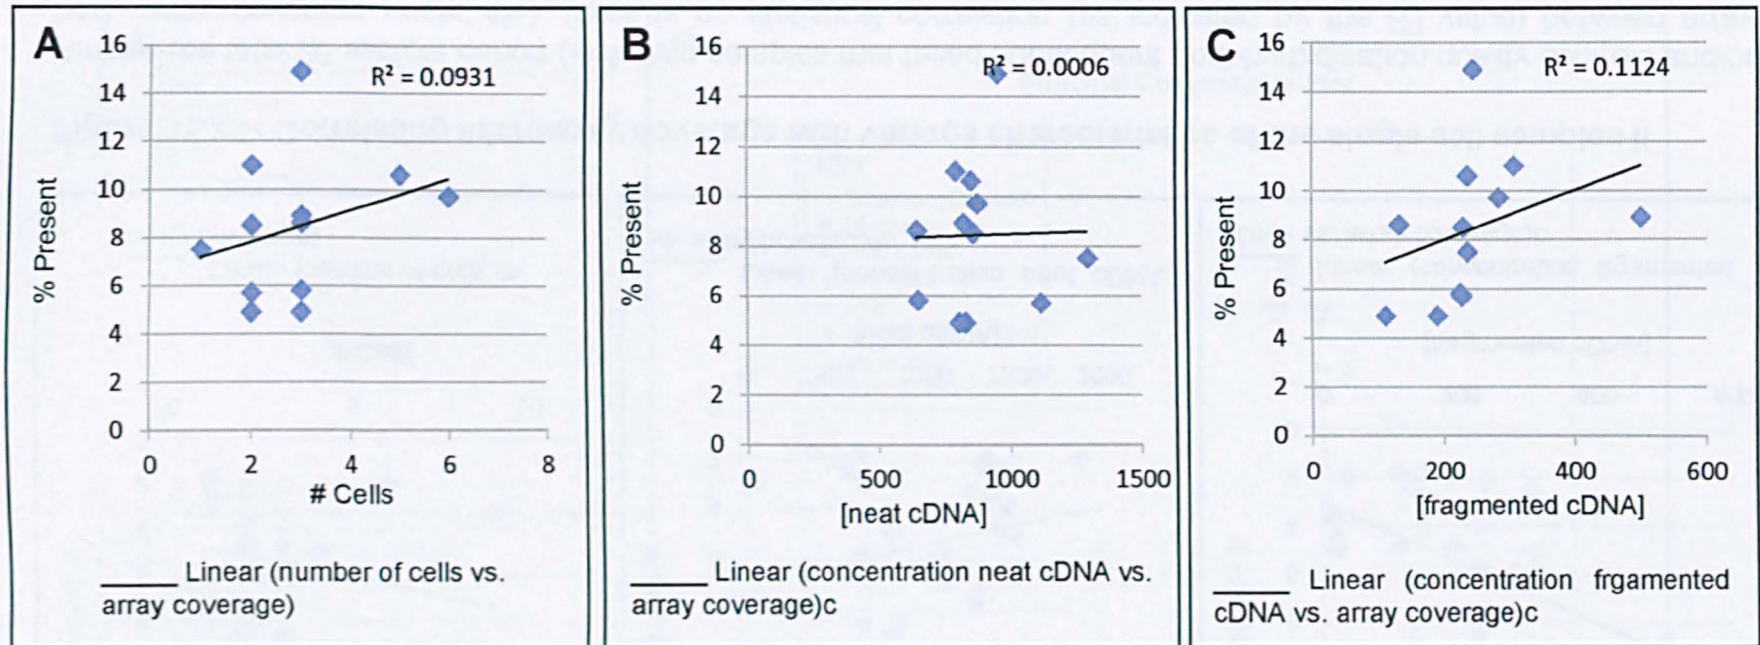 A
16
14
12
10
8
6
4
2
0
% Present
R² = 0.0931
0 2 4 6 8
# Cells
Linear (number of cells vs.
array coverage)
B
16
14
12
10
8
6
4
2
0
% Present
R² = 0.0006
0 500 1000 1500
[neat cDNA]
Linear (concentration neat cDNA vs.
array coverage)c
C
16
14
12
10
8
6
4
2
0
% Present
R² = 0.1124
0 200 400 600
[fragmented cDNA]
Linear (concentration frgamented
cDNA vs. array coverage)c